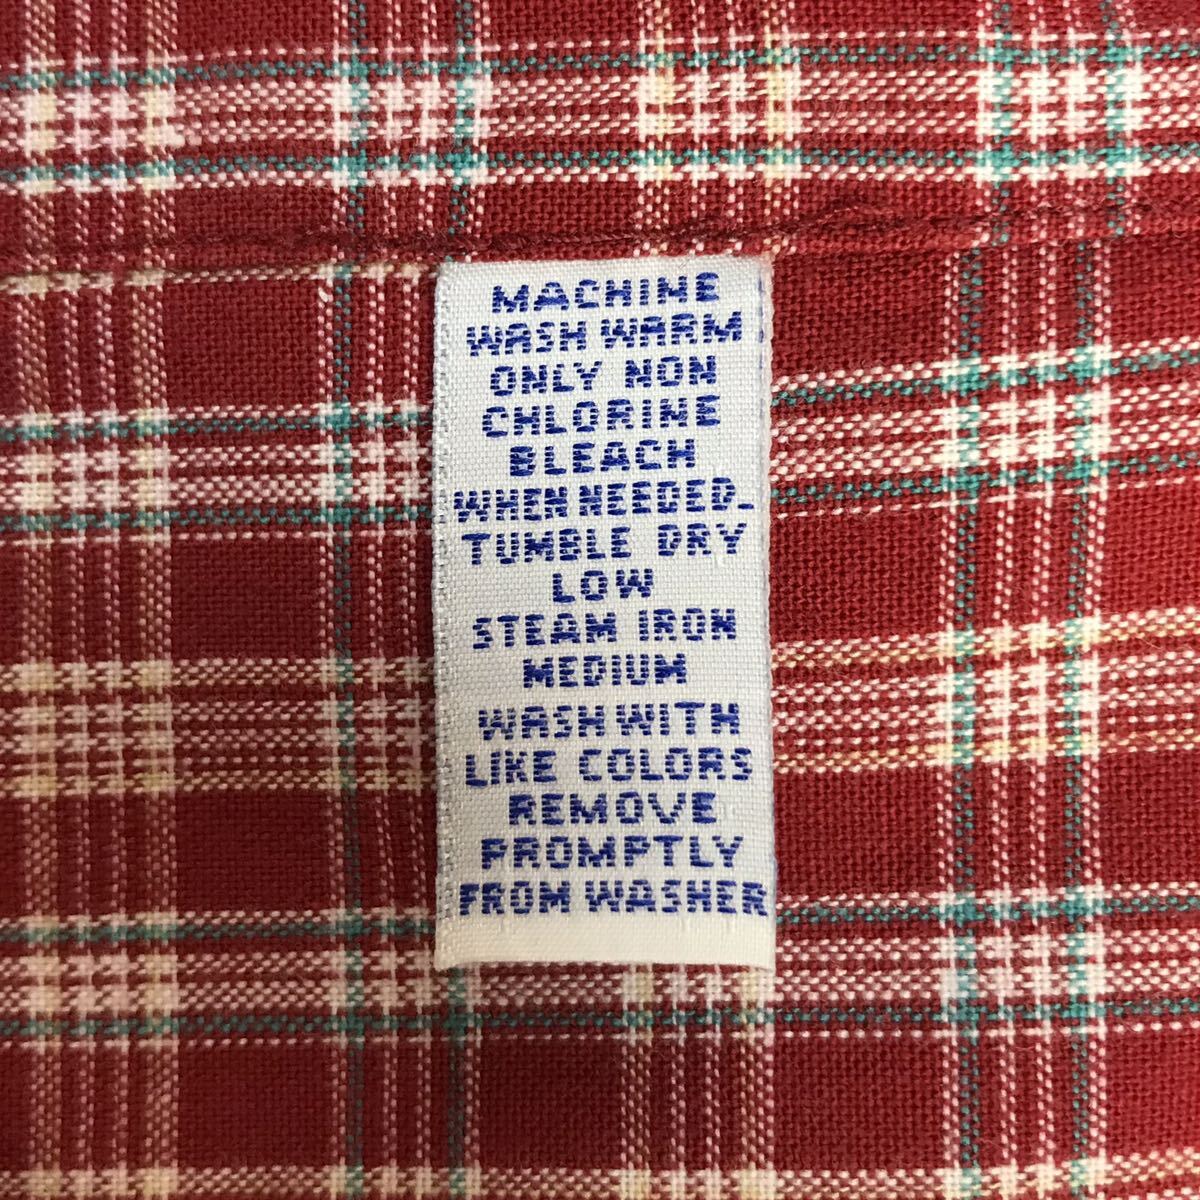 MACHINE
WASH WARM
ONLY NON
CHLORINE
BLEACH
WHEN NEEDED_
TUMBLE DRY
LOW
STEAM IRON
MEDIUM
WASH WITH
LIKE COLORS
REMOVE
PROMPTLY
FROM WASHER